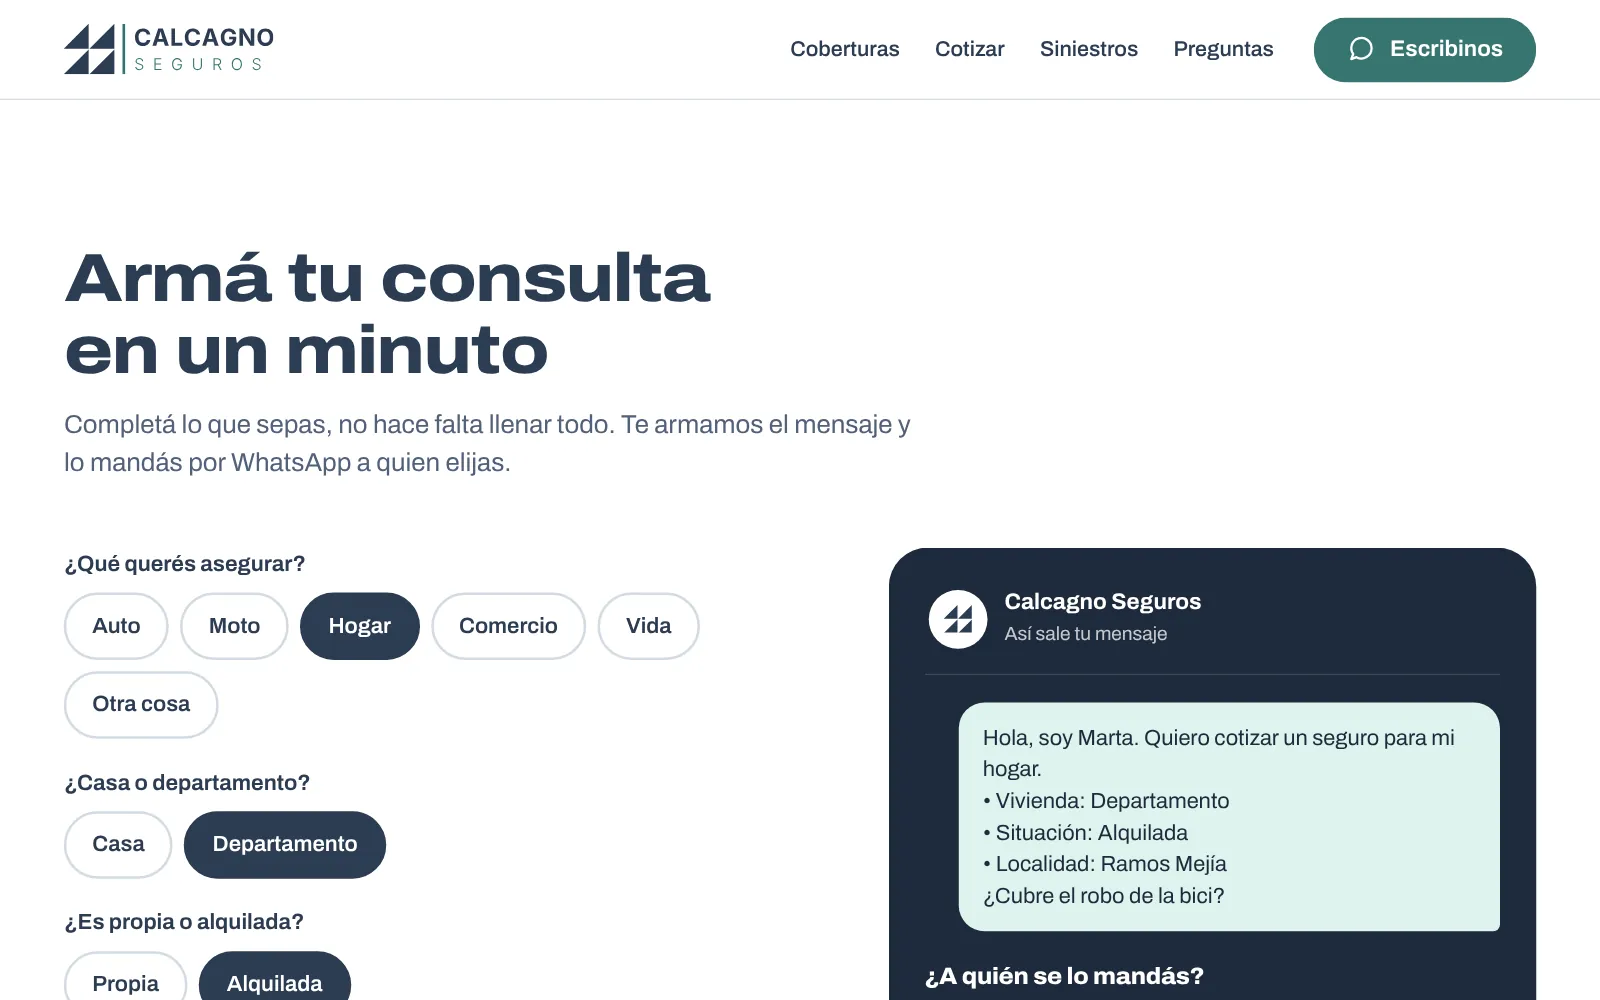 CALCAGNO
SEGUROS
Coberturas
Cotizar
Siniestros
Preguntas
Escribinos
Armá tu consulta
en un minuto
Completá lo que sepas, no hace falta llenar todo. Te armamos el mensaje y
lo mandás por WhatsApp a quien elijas.
¿Qué querés asegurar?
Auto
Moto
Hogar
Comercio
Vida
Otra cosa
¿Casa o departamento?
Casa
Departamento
¿Es propia o alquilada?
Propia
Alquilada
Calcagno Seguros
Así sale tu mensaje
Hola, soy Marta. Quiero cotizar un seguro para mi
hogar.
• Vivienda: Departamento
• Situación: Alquilada
• Localidad: Ramos Mejía
¿Cubre el robo de la bici?
¿A quién se lo mandás?